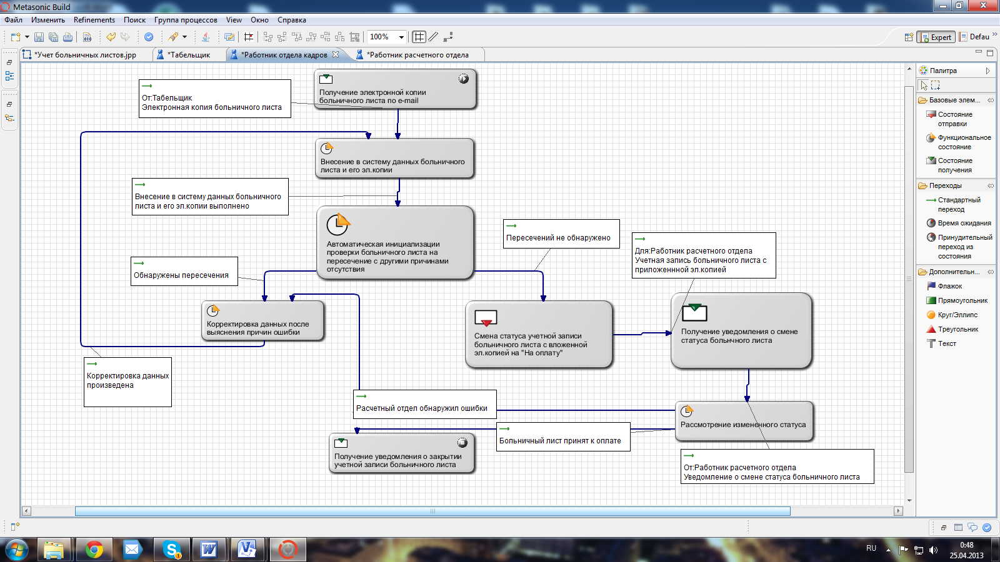 Metasonic Build
Файл Изменить Refinements Поиск Группа процессов View Окно Справка
010
100%
Expert Defau
*Учет больничных листов.jpp *Табельщик *Работник отдела кадров *Работник расчетного отдела
Получение электронной копии
больничного листа по e-mail
От:Табельщик
Электронная копия больничного листа
Внесение в систему данных больничного
листа и его эл.копии
Внесение в систему данных больничного
листа и его эл.копии выполнено
Автоматическая инициализации
проверки больничного листа на
пересечение с другими причинами
отсутствия
Пересечений не обнаружено
Для:Работник расчетного отдела
Учетная запись больничного листа с
приложеннной эл.копией
Обнаружены пересечения
Корректировка данных после
выяснения причин ошибки
Смена статуса учетной записи
больничного листа с вложенной
эл.копией на "На оплату"
Получение уведомления о смене
статуса больнчного листа
Корректировка данных
произведена
Расчетный отдел обнаружил ошибки
Рассмотрение измененного статуса
Больничный лист принят к оплате
Получение уведомления о закрытии
учетной записи больничного листа
От:Работник расчетного отдела
Уведомление о смене статуса больничного листа
Палитра
Базовые элем...
Состояние
отправки
Функциональное
состояние
Состояние
получения
Переходы
Стандартный
переход
Время ожидания
Принудительный
переход из
состояния
Дополнительн...
Флажок
Прямоугольник
Круг/Эллипс
Треугольник
Текст
RU
0:48
25.04.2013